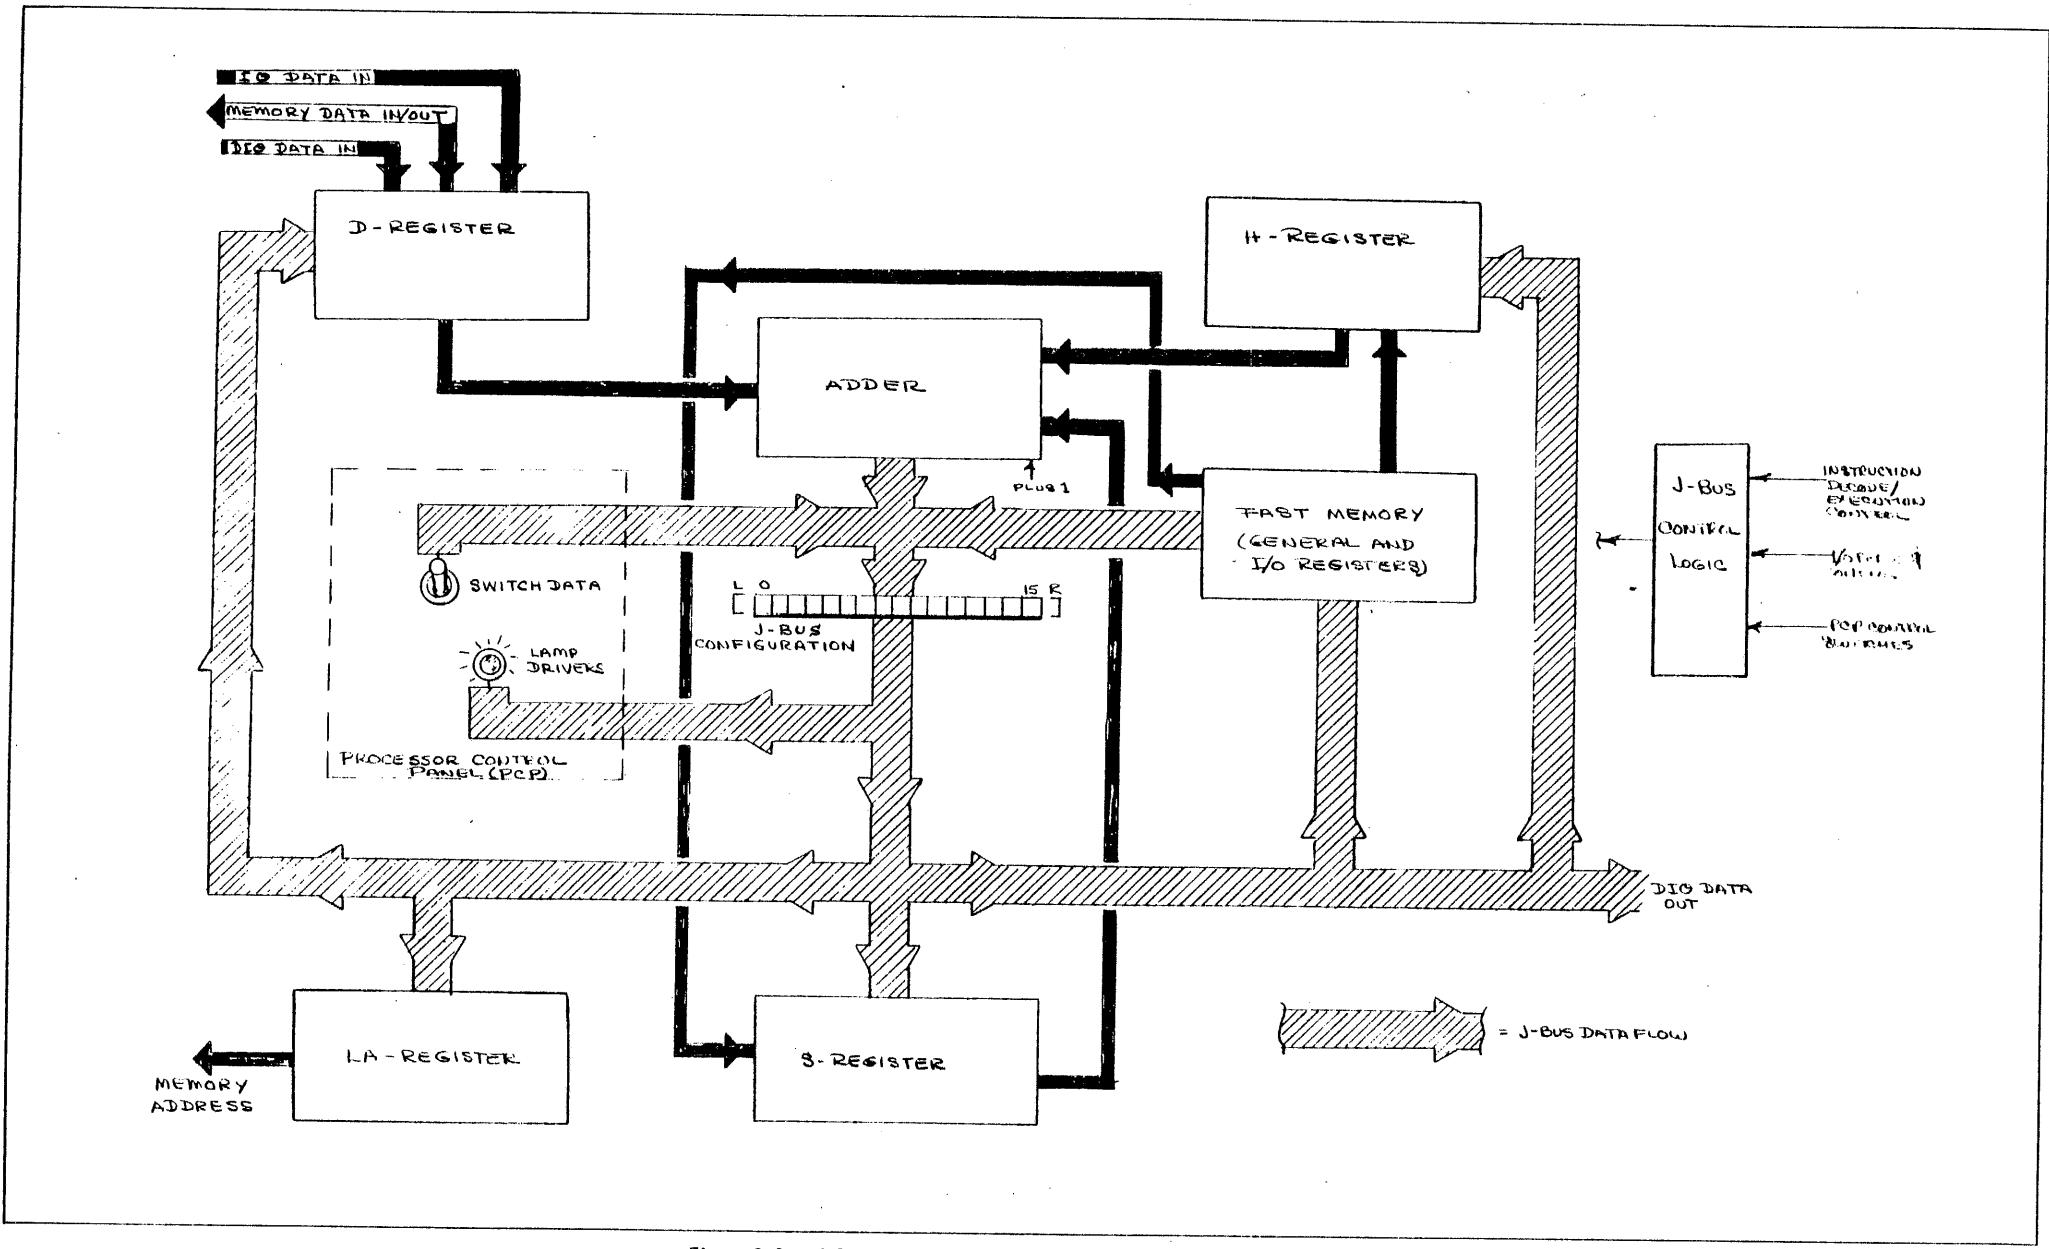 IO DATA IN
MEMORY DATA IN/OUT
DIO DATA IN
D-REGISTER
H-REGISTER
ADDER
PLUS 1
FAST MEMORY
(GENERAL AND
I/O REGISTERS)
J-BUS
CONTROL
LOGIC
INSTRUCTION
DECODE/
EXECUTION
CONTROL
PCP CONTROL
SWITCHES
SWITCH DATA
L 0 15 R
J-BUS
CONFIGURATION
LAMP
DRIVERS
PROCESSOR CONTROL
PANEL (PCP)
DIO DATA
OUT
LA-REGISTER
MEMORY
ADDRESS
S-REGISTER
= J-BUS DATA FLOW